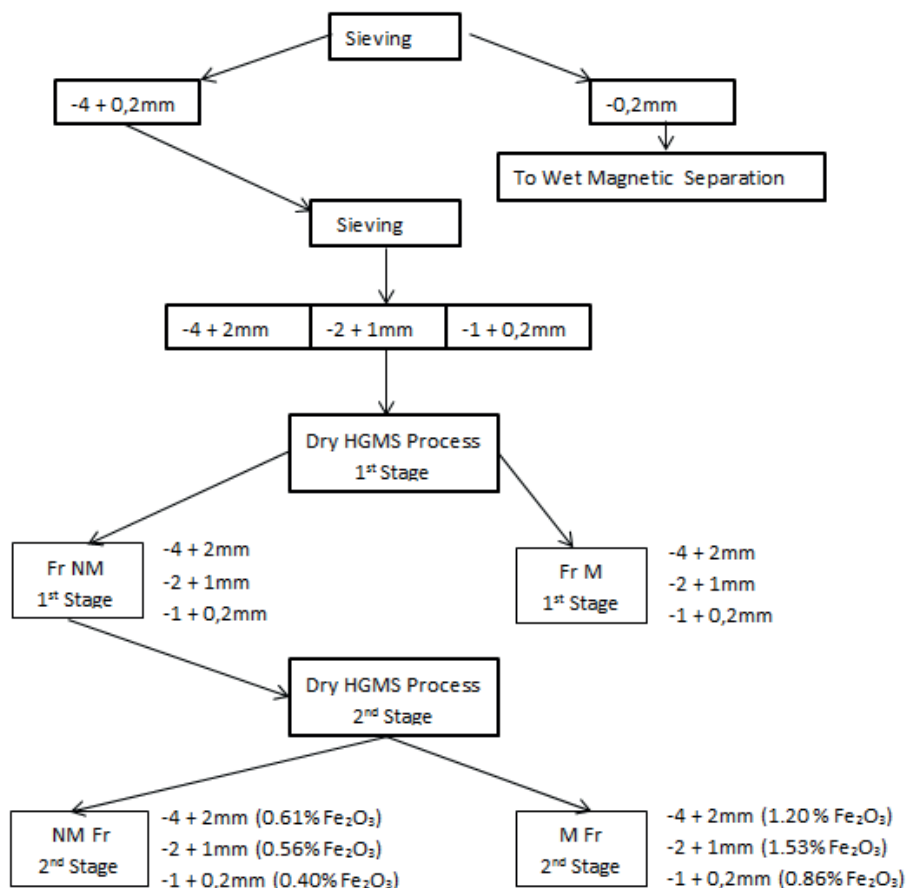 Sieving
-4 + 0,2mm
-0,2mm
To Wet Magnetic Separation
Sieving
-4 + 2mm
-2 + 1mm
-1 + 0,2mm
Dry HGMS Process
1st Stage
Fr NM
1st Stage
-4 + 2mm
-2 + 1mm
-1 + 0,2mm
Fr M
1st Stage
-4 + 2mm
-2 + 1mm
-1 + 0,2mm
Dry HGMS Process
2nd Stage
NM Fr
2nd Stage
-4 + 2mm (0.61% Fe₂O₃)
-2 + 1mm (0.56% Fe₂O₃)
-1 + 0,2mm (0.40% Fe₂O₃)
M Fr
2nd Stage
-4 + 2mm (1.20% Fe₂O₃)
-2 + 1mm (1.53% Fe₂O₃)
-1 + 0,2mm (0.86% Fe₂O₃)